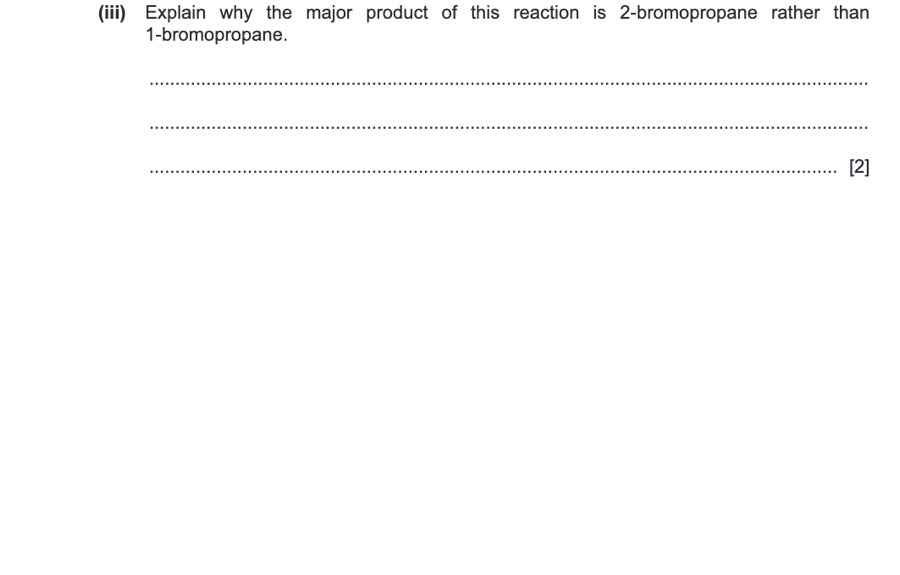 (iii) Explain why the major product of this reaction is 2-bromopropane rather than
1-bromopropane.
................................................................................
................................................................................
................................................................................ [2]